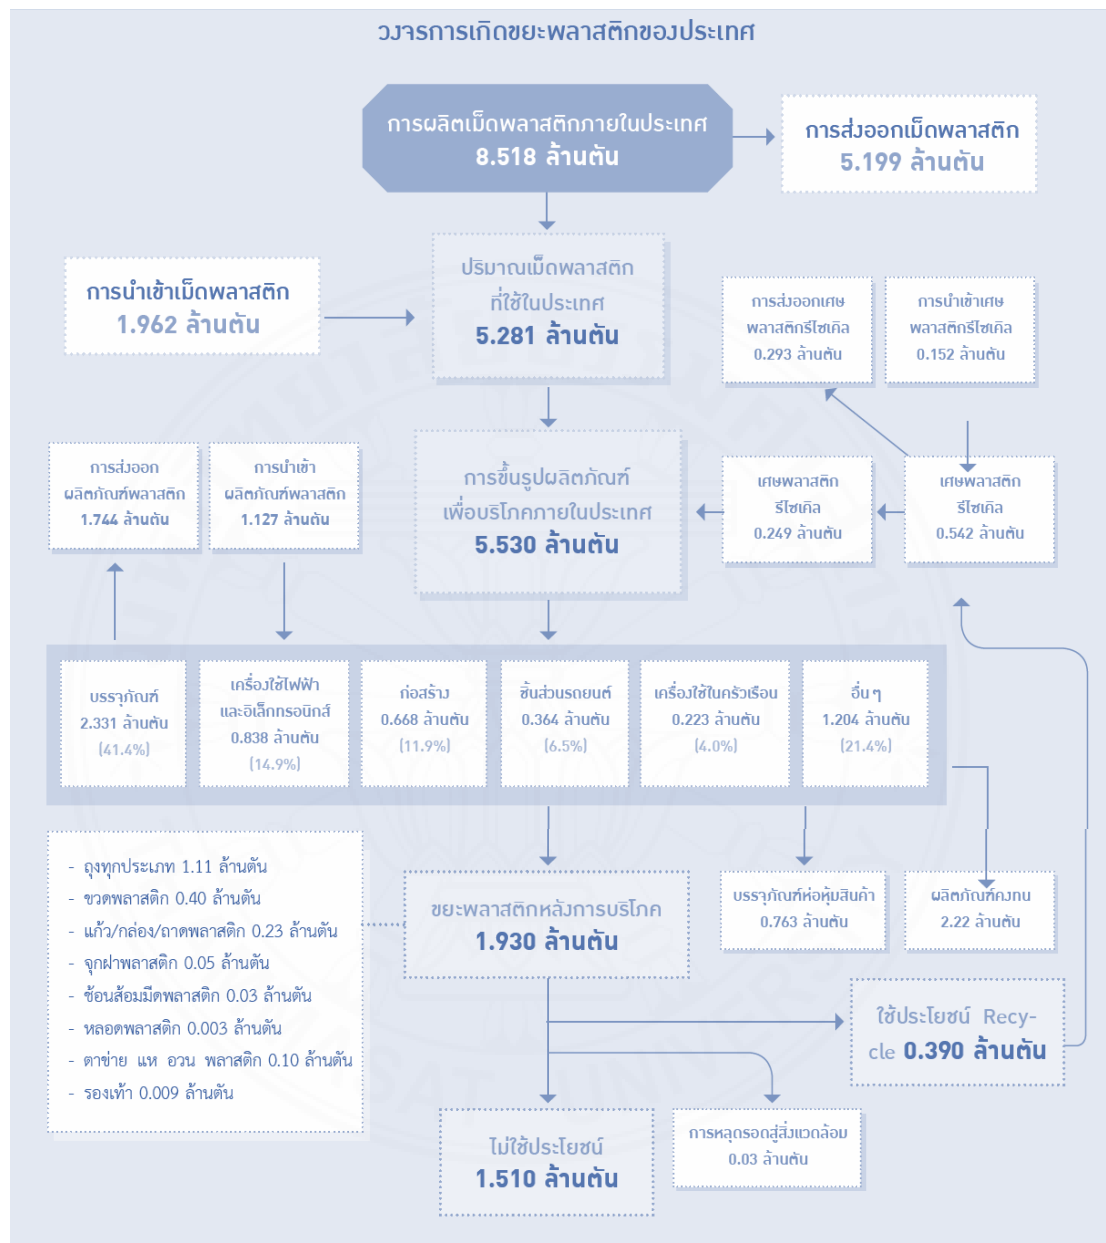 วงจรการเกิดขยะพลาสติกของประเทศ
การผลิตเม็ดพลาสติกภายในประเทศ
8.518 ล้านตัน
การส่งออกเม็ดพลาสติก
5.199 ล้านตัน
การนำเข้าเม็ดพลาสติก
1.962 ล้านตัน
ปริมาณเม็ดพลาสติก
ที่ใช้ในประเทศ
5.281 ล้านตัน
การส่งออกเศษ
พลาสติกรีไซเคิล
0.293 ล้านตัน
การนำเข้าเศษ
พลาสติกรีไซเคิล
0.152 ล้านตัน
การส่งออก
ผลิตภัณฑ์พลาสติก
1.744 ล้านตัน
การนำเข้า
ผลิตภัณฑ์พลาสติก
1.127 ล้านตัน
การขึ้นรูปผลิตภัณฑ์
เพื่อบริโภคภายในประเทศ
5.530 ล้านตัน
เศษพลาสติก
รีไซเคิล
0.249 ล้านตัน
เศษพลาสติก
รีไซเคิล
0.542 ล้านตัน
บรรจุภัณฑ์
2.331 ล้านตัน
(41.4%)
เครื่องใช้ไฟฟ้า
และอิเล็กทรอนิกส์
0.838 ล้านตัน
(14.9%)
ก่อสร้าง
0.668 ล้านตัน
(11.9%)
ชิ้นส่วนรถยนต์
0.364 ล้านตัน
(6.5%)
เครื่องใช้ในครัวเรือน
0.223 ล้านตัน
(4.0%)
อื่น ๆ
1.204 ล้านตัน
(21.4%)
- ถุงทุกประเภท 1.11 ล้านตัน
- ขวดพลาสติก 0.40 ล้านตัน
- แก้ว/กล่อง/ถาดพลาสติก 0.23 ล้านตัน
- จุกฝาพลาสติก 0.05 ล้านตัน
- ช้อนส้อมมีดพลาสติก 0.03 ล้านตัน
- หลอดพลาสติก 0.003 ล้านตัน
- ตาข่าย แห อวน พลาสติก 0.10 ล้านตัน
- รองเท้า 0.009 ล้านตัน
ขยะพลาสติกหลังการบริโภค
1.930 ล้านตัน
บรรจุภัณฑ์ห่อหุ้มสินค้า
0.763 ล้านตัน
ผลิตภัณฑ์คงทน
2.22 ล้านตัน
ใช้ประโยชน์ Recy-
cle 0.390 ล้านตัน
ไม่ใช้ประโยชน์
1.510 ล้านตัน
การหลุดรอดสู่สิ่งแวดล้อม
0.03 ล้านตัน